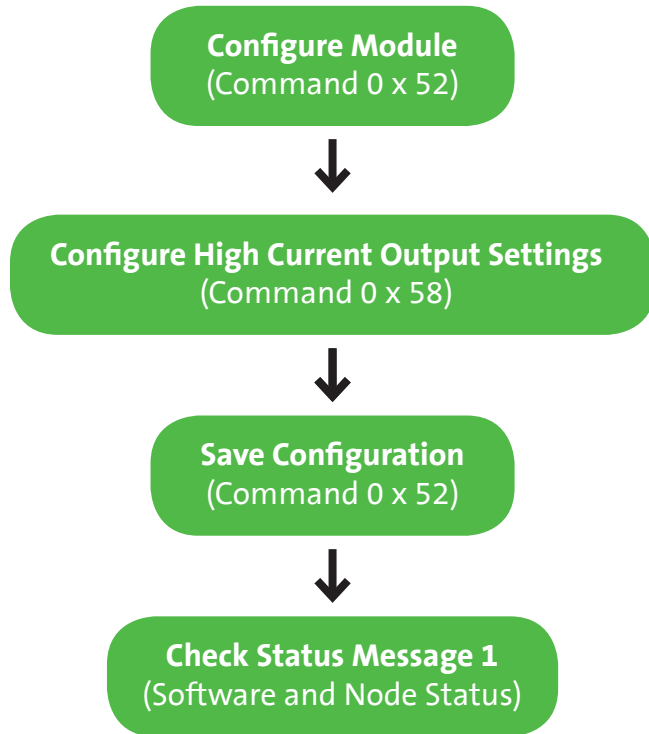 Configure Module
(Command 0 x 52)
Configure High Current Output Settings
(Command 0 x 58)
Save Configuration
(Command 0 x 52)
Check Status Message 1
(Software and Node Status)